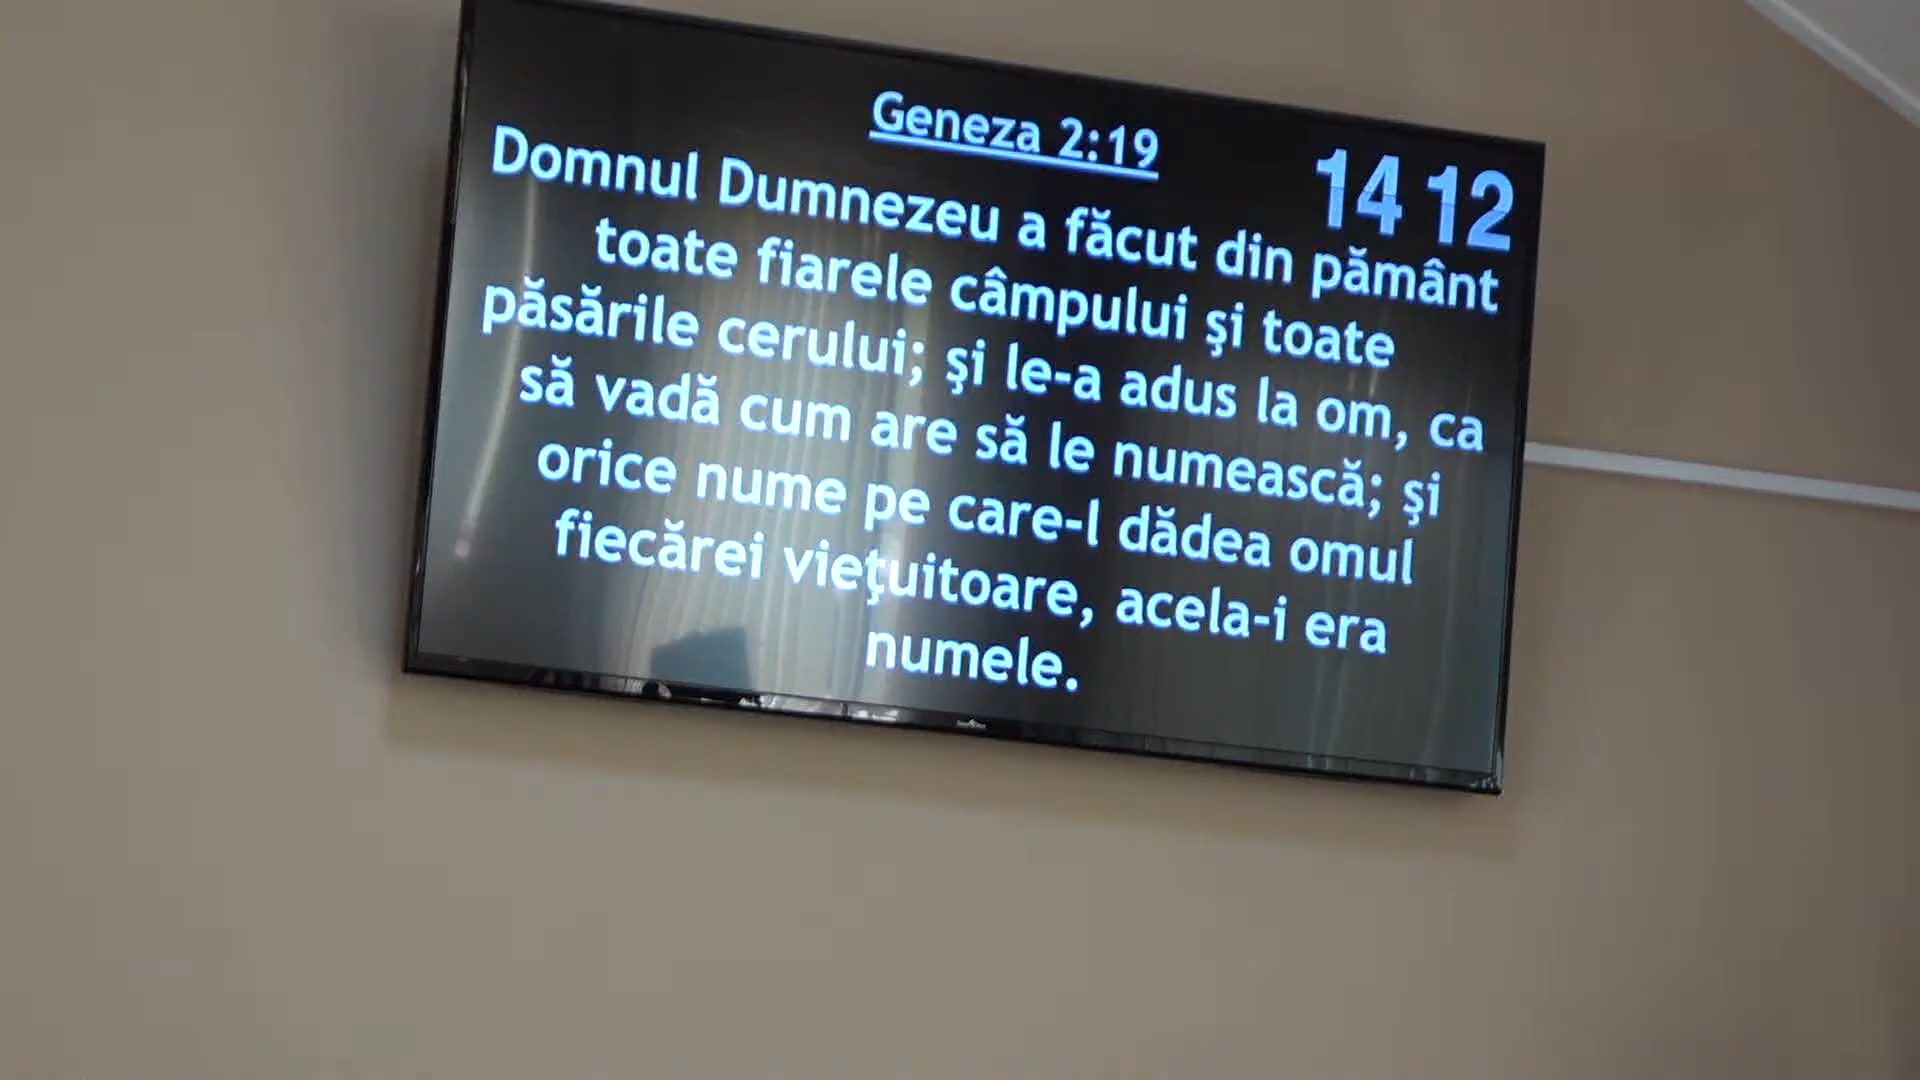 Geneza 2:19
14 12
Domnul Dumnezeu a făcut din pământ
toate fiarele câmpului şi toate
păsările cerului; şi le-a adus la om, ca
să vadă cum are să le numească; şi
orice nume pe care-l dădea omul
fiecărei vieţuitoare, acela-i era
numele.